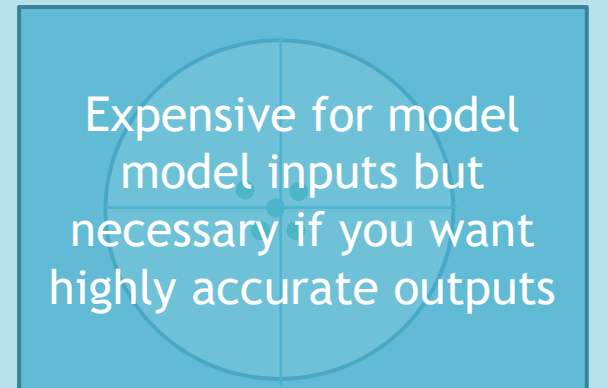 Expensive for model
model inputs but
necessary if you want
highly accurate outputs